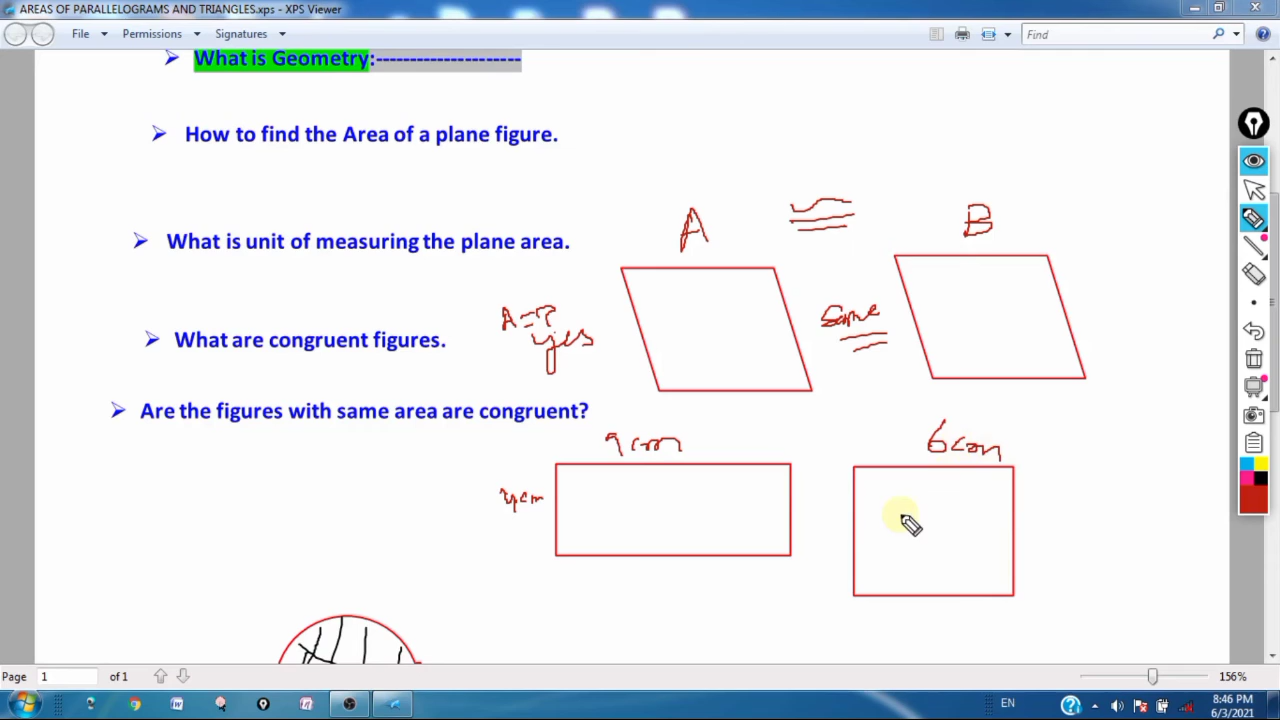 AREAS OF PARALLELOGRAMS AND TRIANGLES.xps - XPS Viewer
File Permissions Signatures
Find
What is Geometry:---------------------
How to find the Area of a plane figure.
A ≅ B
What is unit of measuring the plane area.
A=?
yes
Same
What are congruent figures.
Are the figures with same area are congruent?
9cm
6cm
4cm
Page 1 of 1
156%
EN
8:46 PM
6/3/2021